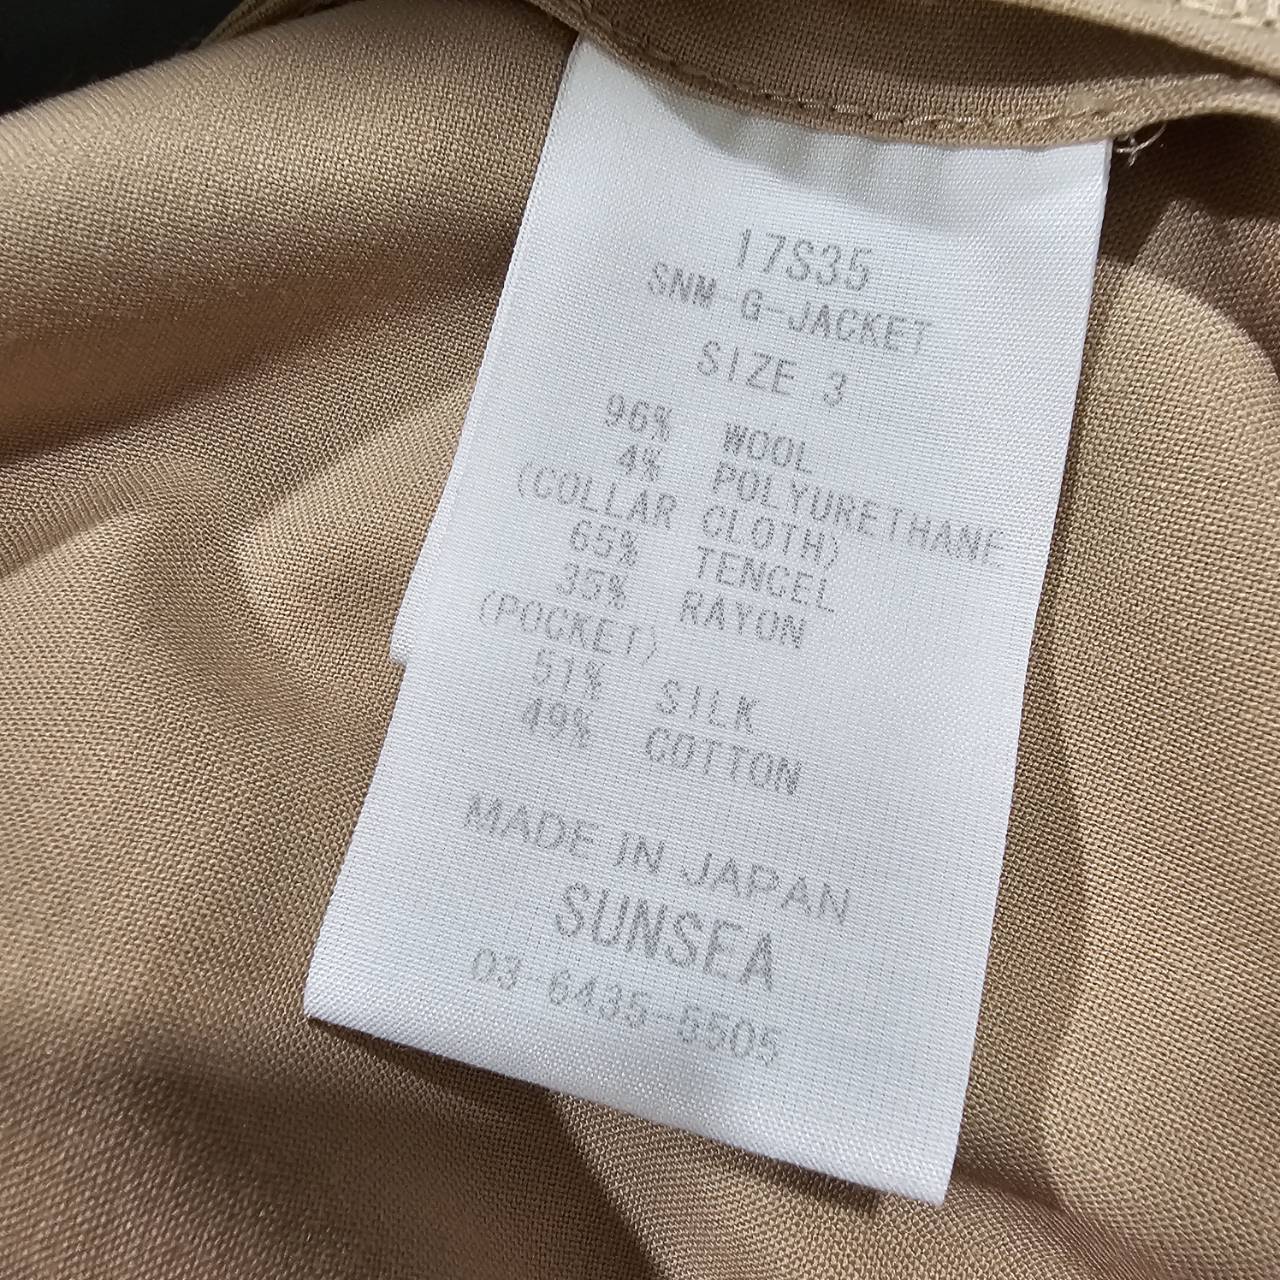 17S35
SNM-G-JACKET
SIZE 3
96% WOOL
4% POLYURETHANE
(COLLAR CLOTH)
65% TENCEL
35% RAYON
(POCKET)
51% SILK
49% COTTON
MADE IN JAPAN
SUNSEA
03-6435-5505